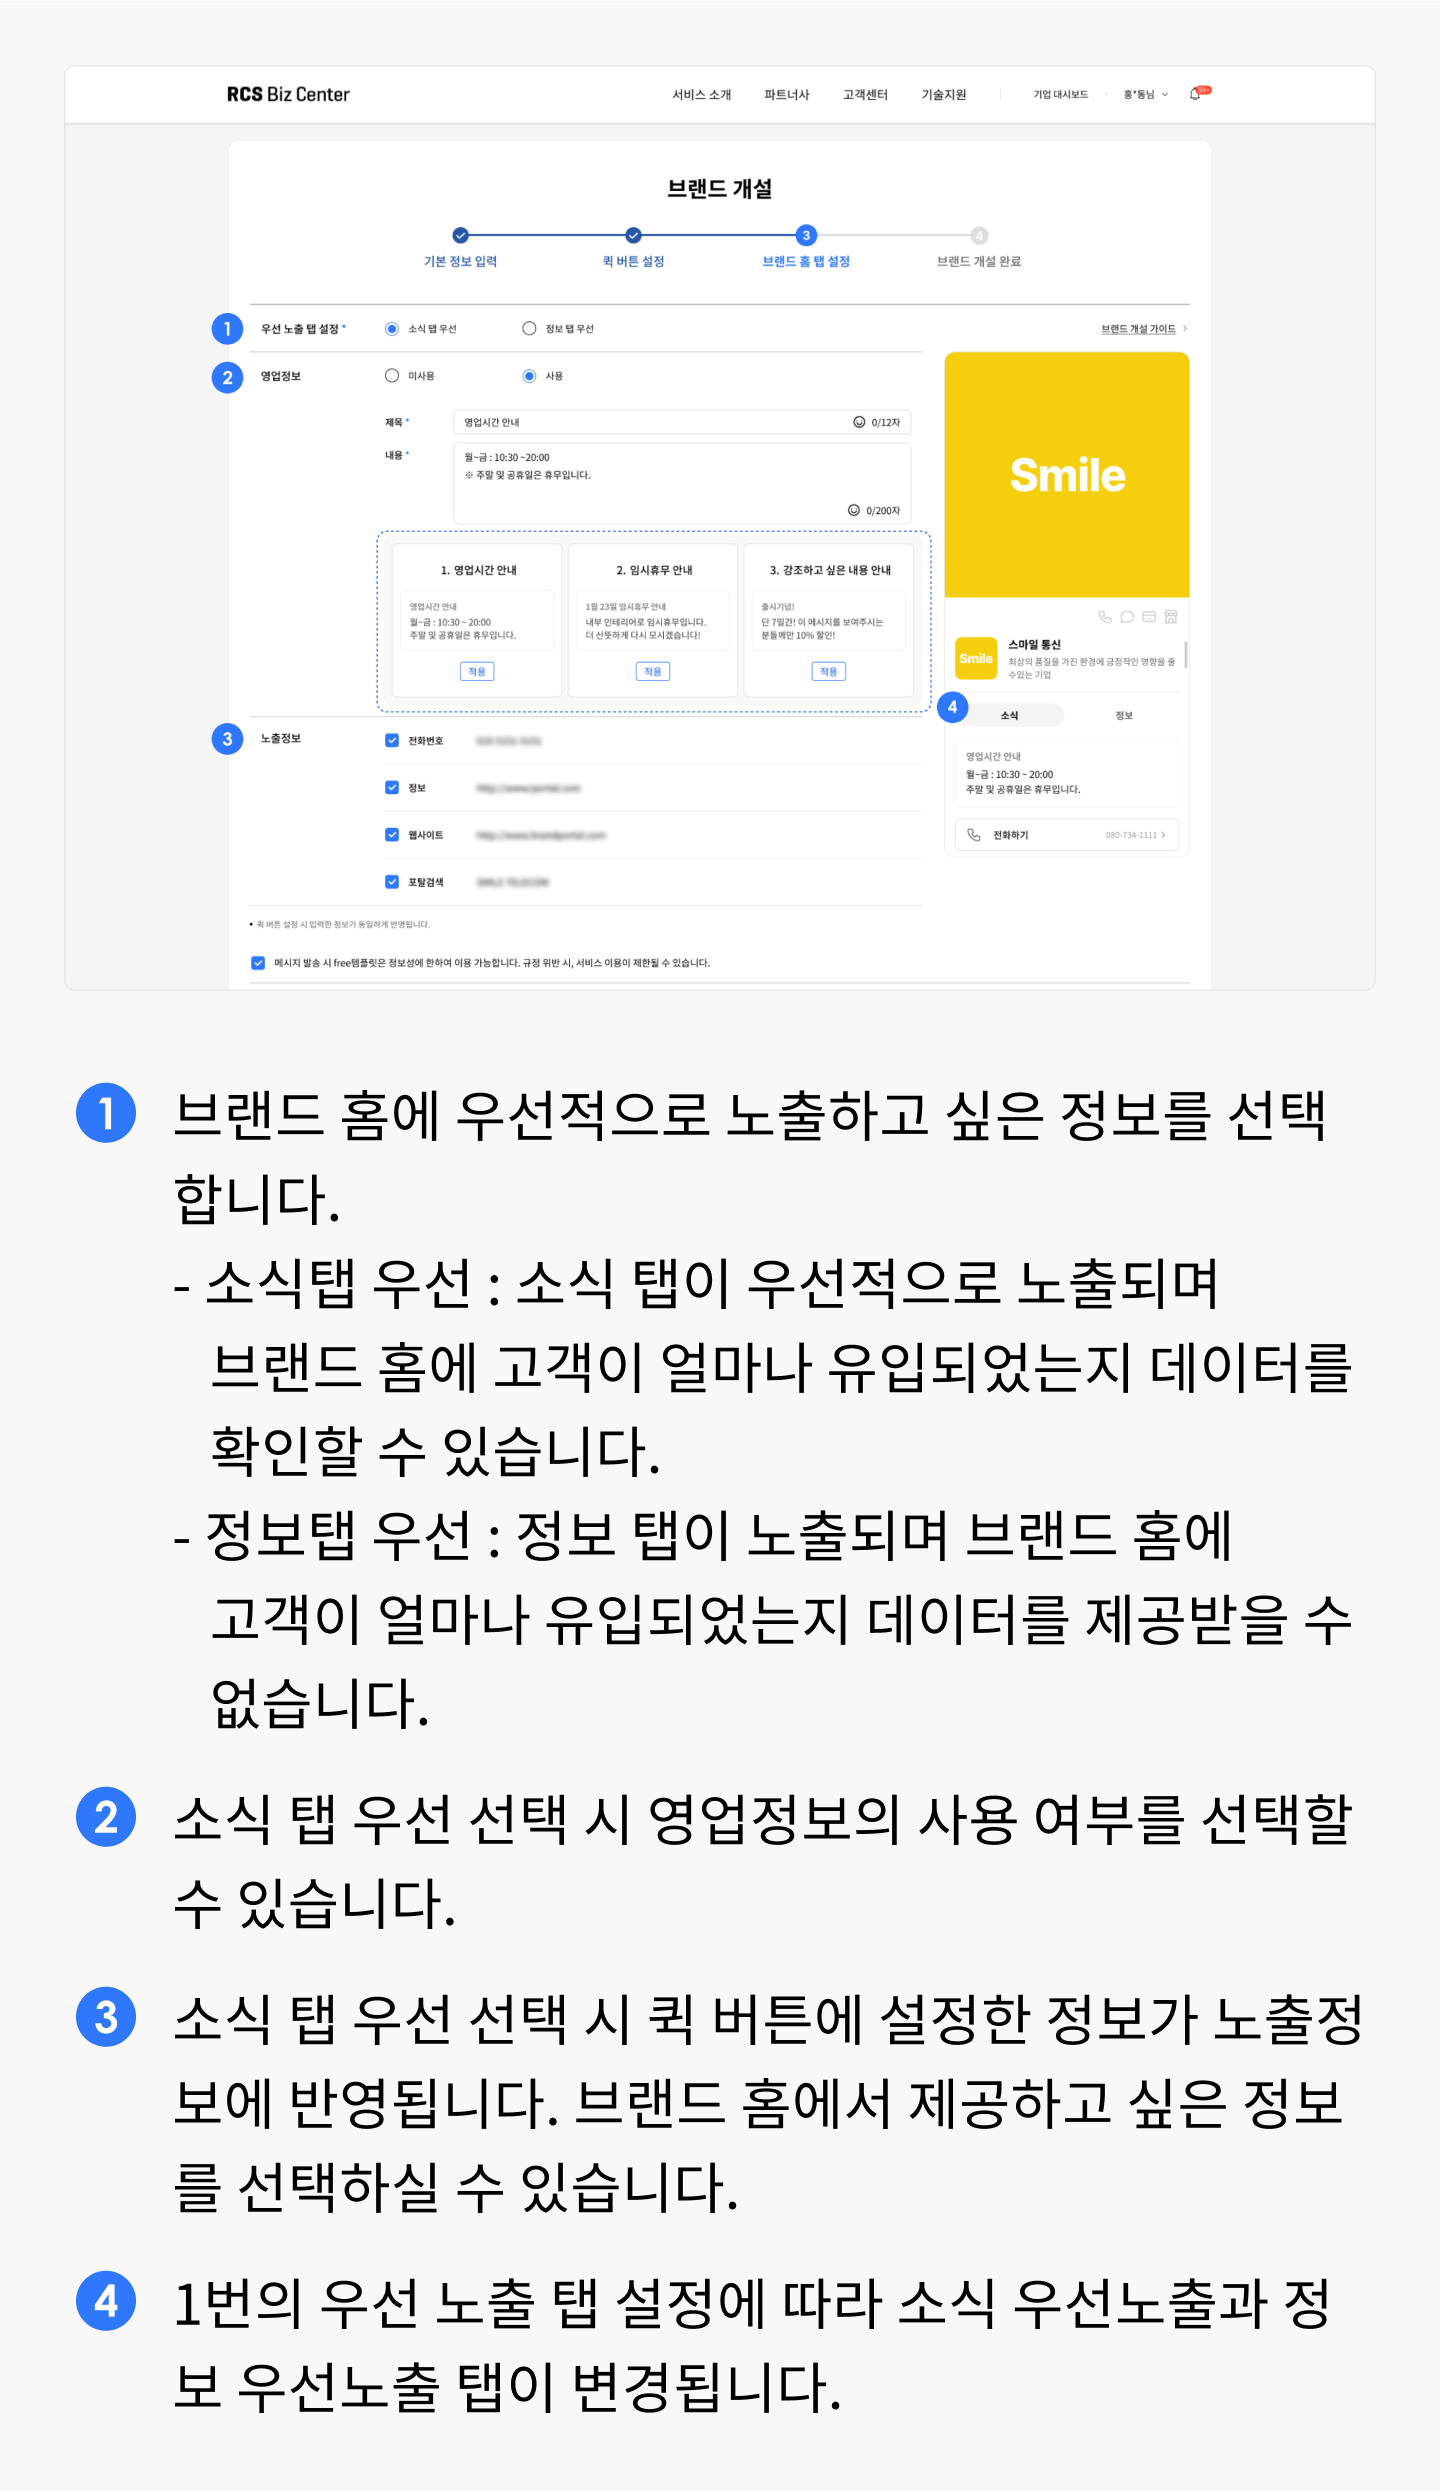 RCS Biz Center
서비스 소개 파트너사 고객센터 기술지원 기업 대시보드 홍*동님 99+
브랜드 개설
3 4
기본 정보 입력 퀵 버튼 설정 브랜드 홈 탭 설정 브랜드 개설 완료
1 우선 노출 탭 설정 * 소식 탭 우선 정보 탭 우선 브랜드 개설 가이드
2 영업정보 미사용 사용
제목 * 영업시간 안내 0/12자
내용 * 월~금 : 10:30 ~20:00
※ 주말 및 공휴일은 휴무입니다.
0/200자
1. 영업시간 안내
영업시간 안내
월~금 : 10:30 ~ 20:00
주말 및 공휴일은 휴무입니다.
적용
2. 임시휴무 안내
1월 23일 임시휴무 안내
내부 인테리어로 임시휴무입니다.
더 산뜻하게 다시 모시겠습니다!
적용
3. 강조하고 싶은 내용 안내
출시기념!
단 7일간! 이 메시지를 보여주시는
분들께만 10% 할인!
적용
3 노출정보 전화번호
정보
웹사이트
포탈검색
• 퀵 버튼 설정 시 입력한 정보가 동일하게 반영됩니다.
메시지 발송 시 free템플릿은 정보성에 한하여 이용 가능합니다. 규정 위반 시, 서비스 이용이 제한될 수 있습니다.
Smile
Smile
스마일 통신
최상의 품질을 가진 환경에 긍정적인 영향을 줄
수있는 기업
4 소식 정보
영업시간 안내
월~금 : 10:30 ~ 20:00
주말 및 공휴일은 휴무입니다.
전화하기 080-734-1111
1 브랜드 홈에 우선적으로 노출하고 싶은 정보를 선택
합니다.
- 소식탭 우선 : 소식 탭이 우선적으로 노출되며
브랜드 홈에 고객이 얼마나 유입되었는지 데이터를
확인할 수 있습니다.
- 정보탭 우선 : 정보 탭이 노출되며 브랜드 홈에
고객이 얼마나 유입되었는지 데이터를 제공받을 수
없습니다.
2 소식 탭 우선 선택 시 영업정보의 사용 여부를 선택할
수 있습니다.
3 소식 탭 우선 선택 시 퀵 버튼에 설정한 정보가 노출정
보에 반영됩니다. 브랜드 홈에서 제공하고 싶은 정보
를 선택하실 수 있습니다.
4 1번의 우선 노출 탭 설정에 따라 소식 우선노출과 정
보 우선노출 탭이 변경됩니다.